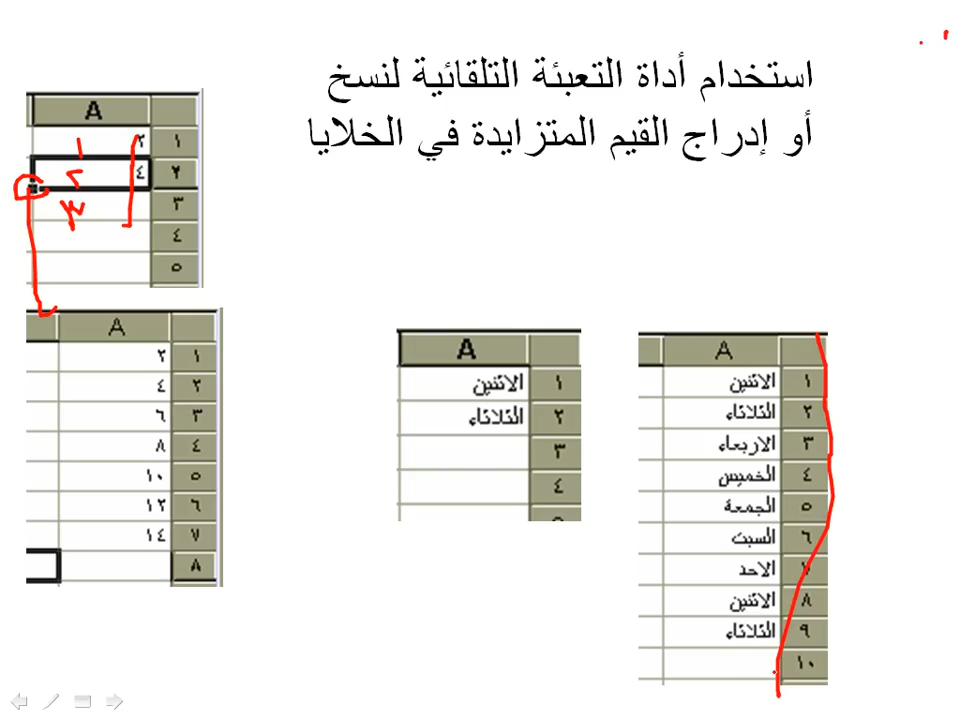 استخدام أداة التعبئة التلقائية لنسخ
أو إدراج القيم المتزايدة في الخلايا
A
١ ٢ ١
٢ ٤ ٢
٣ ٣
٤
٥
A
١ ٢
٢ ٤
٣ ٦
٤ ٨
٥ ١٠
٦ ١٢
٧ ١٤
٨
A
١ الاثنين
٢ الثلاثاء
٣
٤
A
١ الاثنين
٢ الثلاثاء
٣ الاربعاء
٤ الخميس
٥ الجمعة
٦ السبت
٧ الاحد
٨ الاثنين
٩ الثلاثاء
١٠